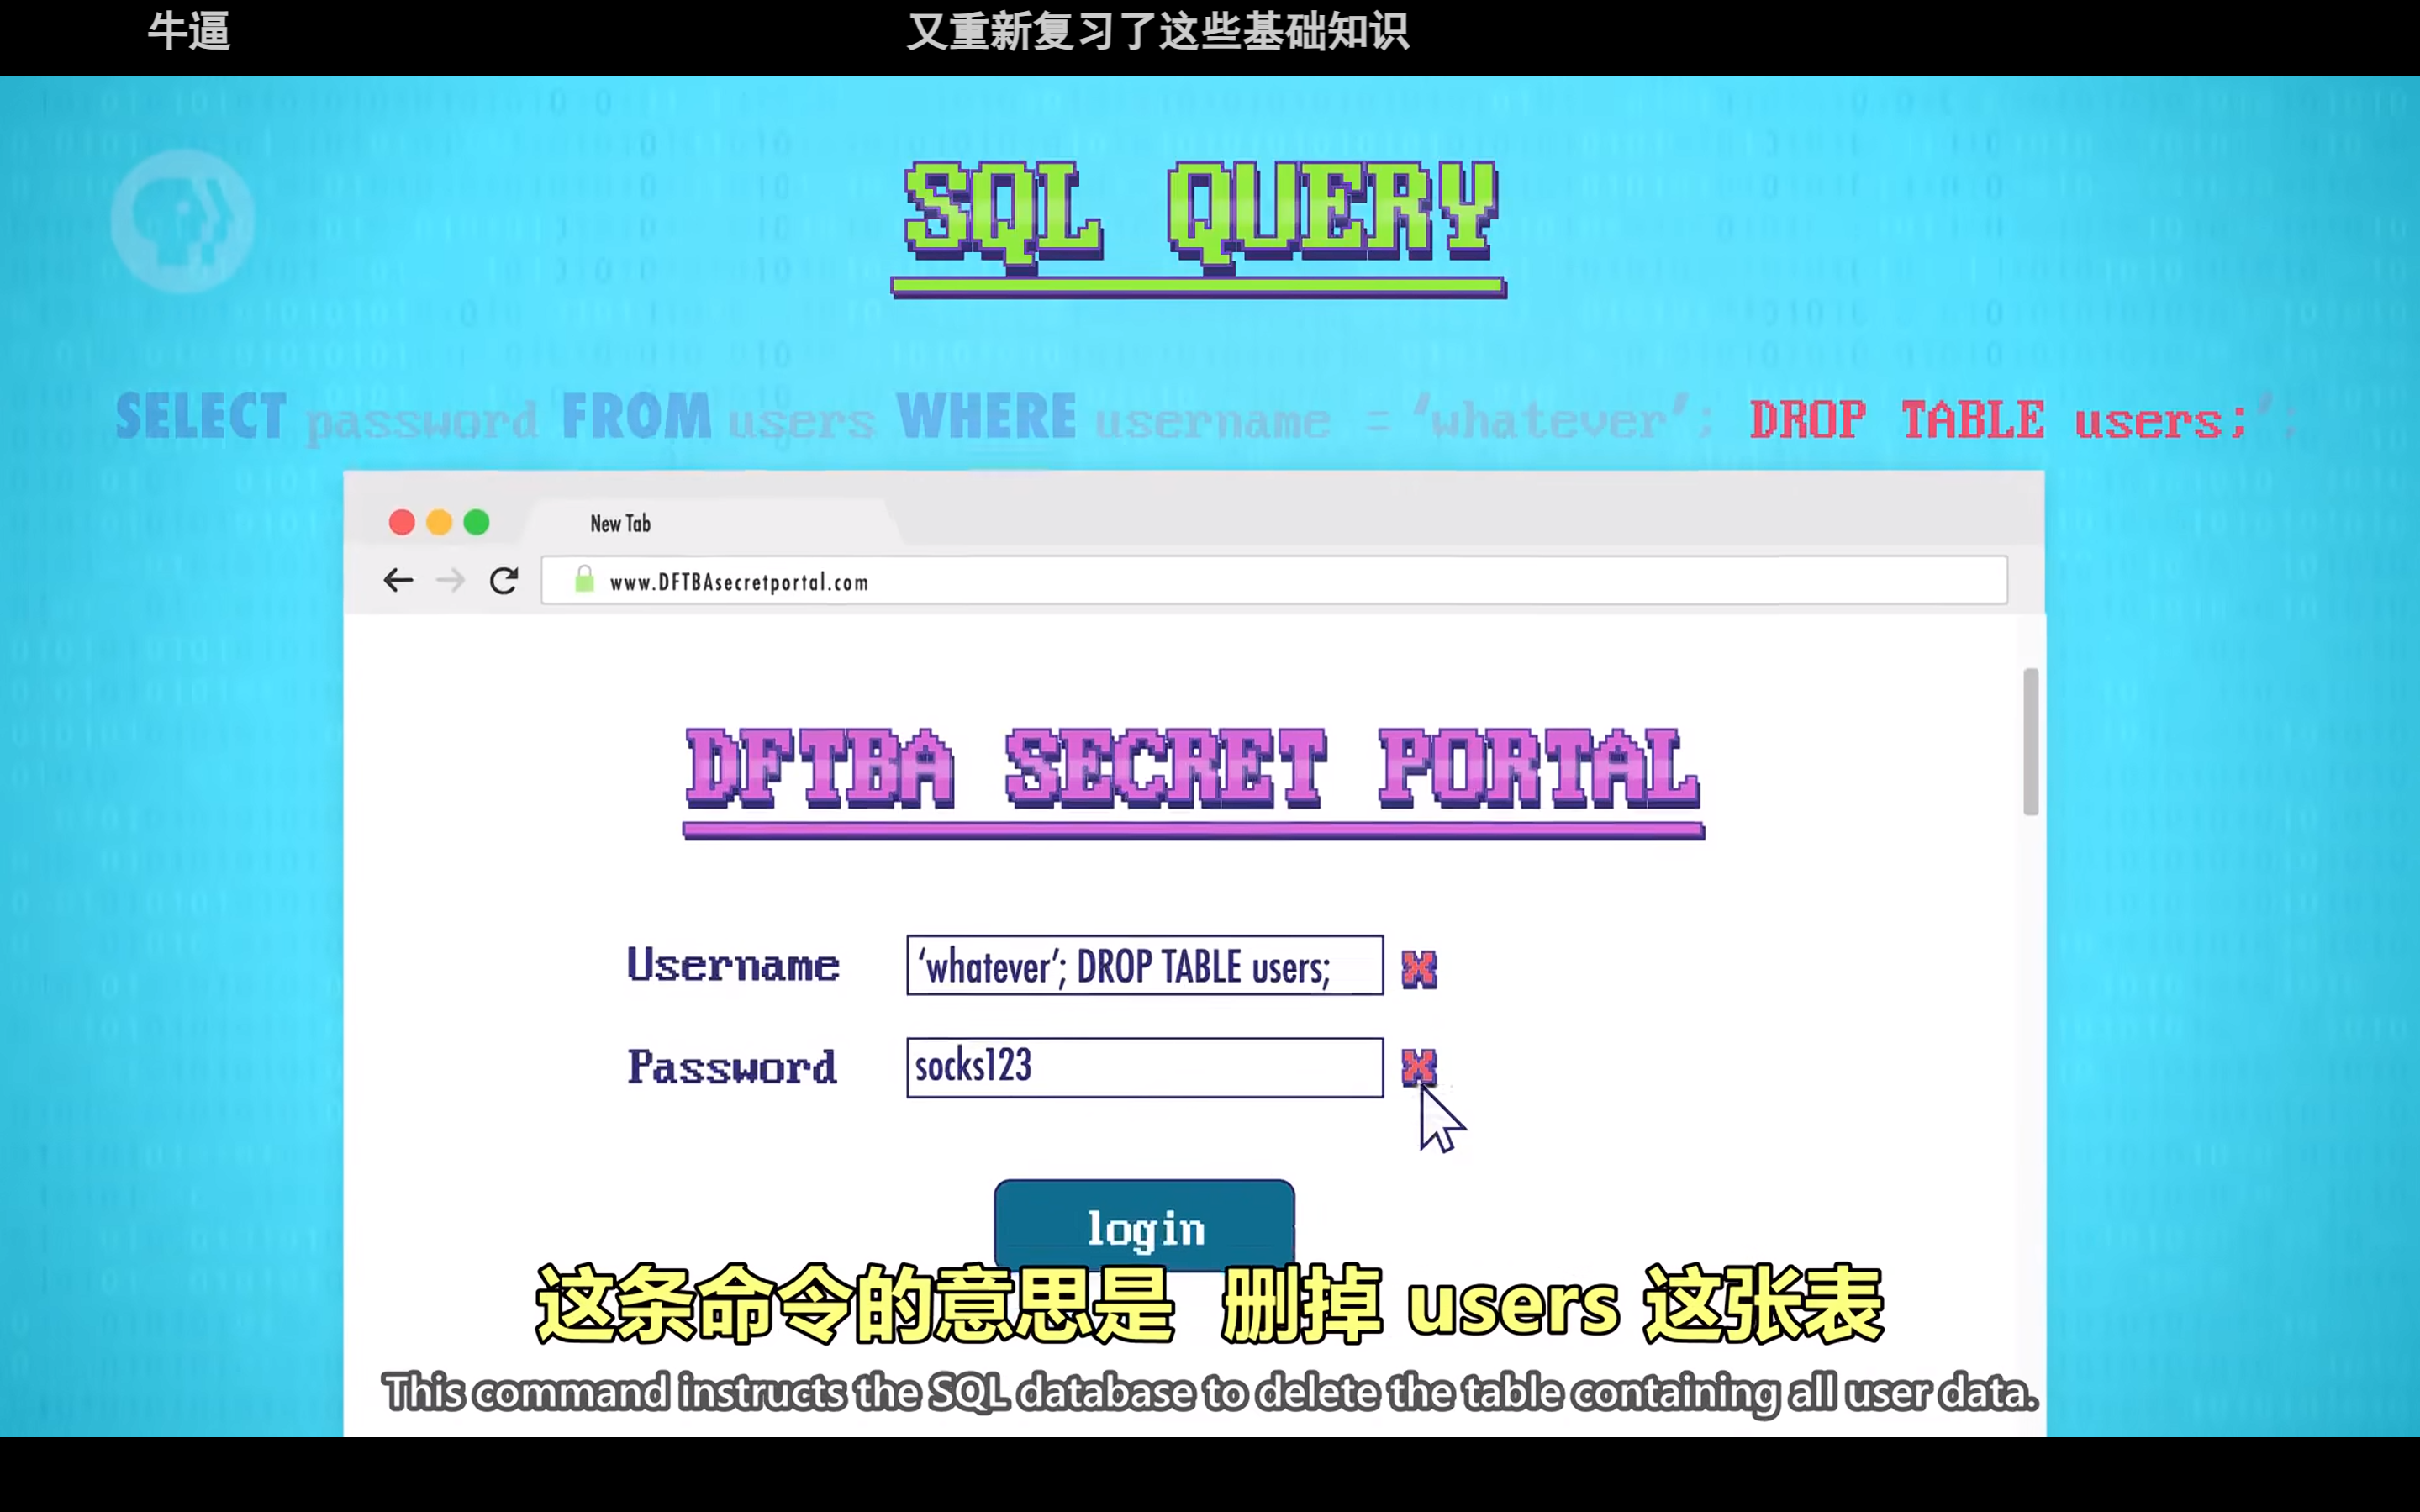 牛逼
又重新复习了这些基础知识
SQL QUERY
SELECT password FROM users WHERE username = ‘whatever’; DROP TABLE users;’;
New Tab
www.DFTBAsecretportal.com
DFTBA SECRET PORTAL
Username ‘whatever’; DROP TABLE users;
Password socks123
login
这条命令的意思是 删掉 users 这张表
This command instructs the SQL database to delete the table containing all user data.